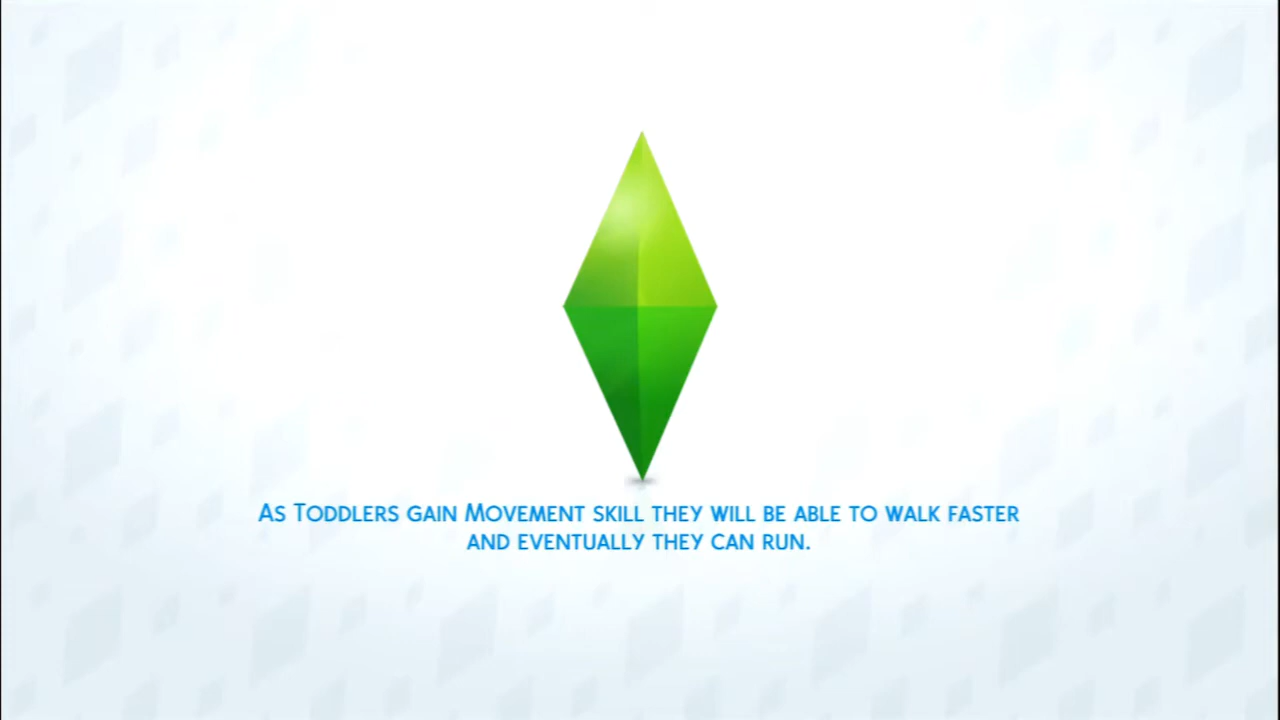 As Toddlers gain Movement skill they will be able to walk faster
and eventually they can run.